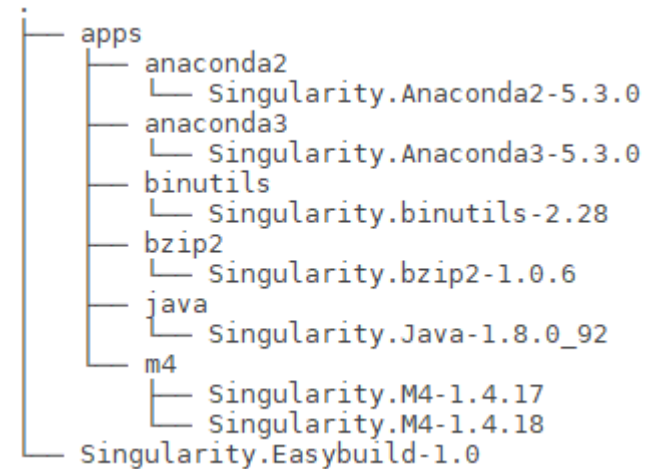 .
├── apps
│   ├── anaconda2
│   │   └── Singularity.Anaconda2-5.3.0
│   ├── anaconda3
│   │   └── Singularity.Anaconda3-5.3.0
│   ├── binutils
│   │   └── Singularity.binutils-2.28
│   ├── bzip2
│   │   └── Singularity.bzip2-1.0.6
│   ├── java
│   │   └── Singularity.Java-1.8.0_92
│   └── m4
│       ├── Singularity.M4-1.4.17
│       └── Singularity.M4-1.4.18
└── Singularity.Easybuild-1.0